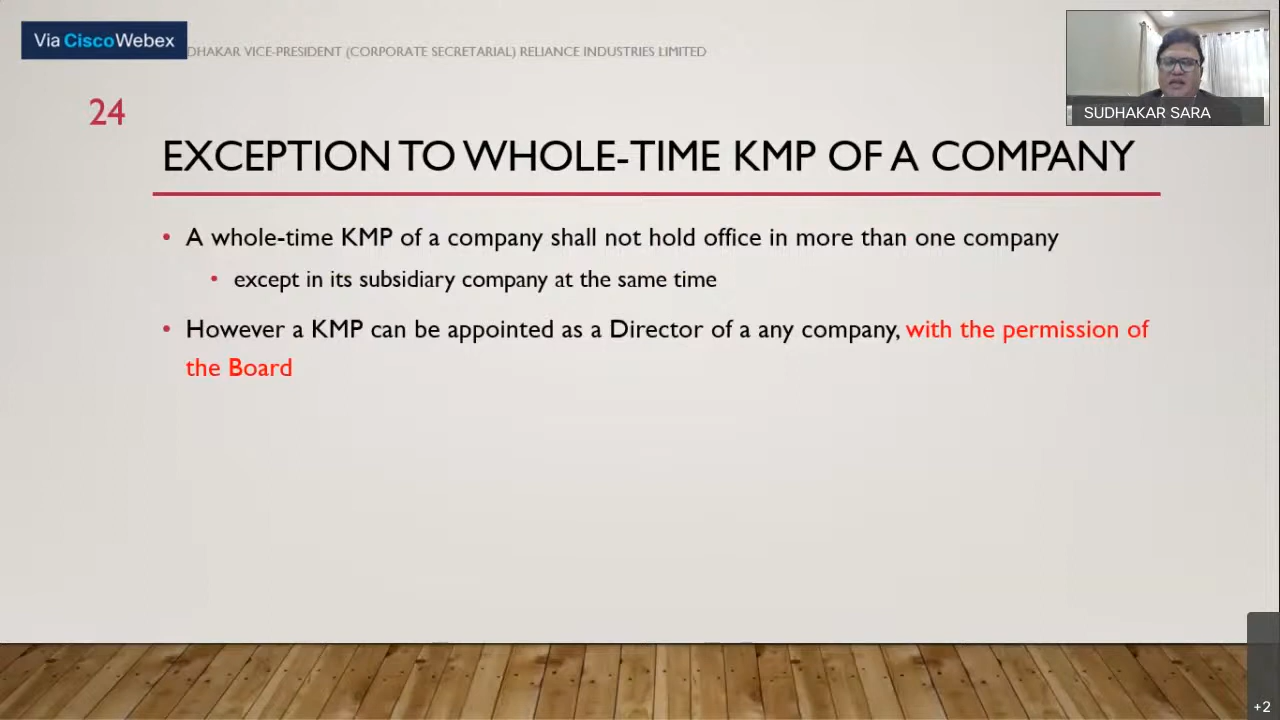 Via CiscoWebex
DHAKAR VICE-PRESIDENT (CORPORATE SECRETARIAL) RELIANCE INDUSTRIES LIMITED
SUDHAKAR SARA
24
EXCEPTION TO WHOLE-TIME KMP OF A COMPANY
• A whole-time KMP of a company shall not hold office in more than one company
• except in its subsidiary company at the same time
• However a KMP can be appointed as a Director of a any company, with the permission of
the Board
+2